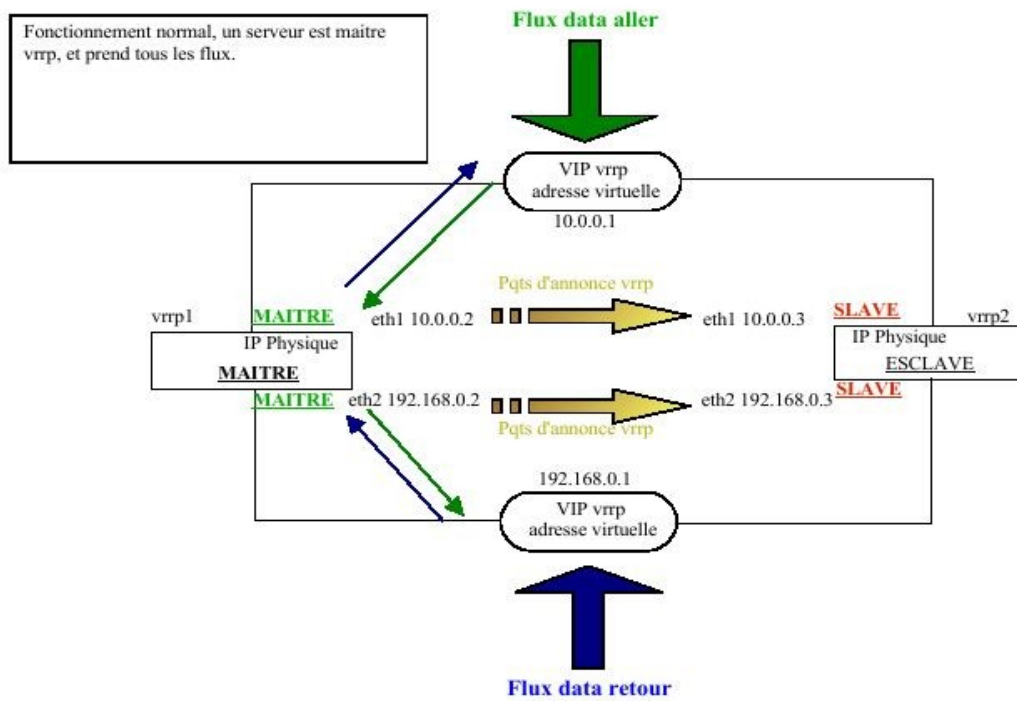 Flux data aller
Fonctionnement normal, un serveur est maitre
vrrp, et prend tous les flux.
VIP vrrp
adresse virtuelle
10.0.0.1
Pqts d'annonce vrrp
vrrp1
MAITRE
eth1 10.0.0.2
eth1 10.0.0.3
SLAVE
vrrp2
IP Physique
MAITRE
IP Physique
ESCLAVE
MAITRE
eth2 192.168.0.2
eth2 192.168.0.3
SLAVE
Pqts d'annonce vrrp
192.168.0.1
VIP vrrp
adresse virtuelle
Flux data retour